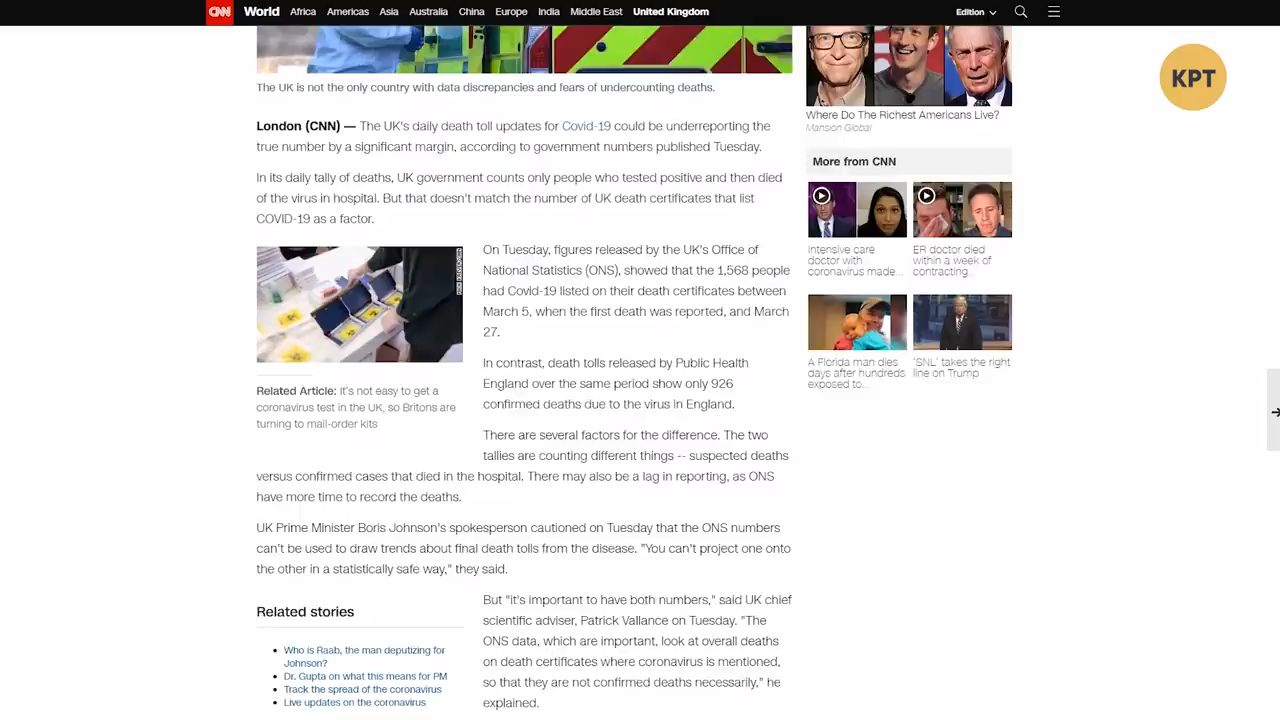 CNN World Africa Americas Asia Australia China Europe India Middle East United Kingdom Edition
KPT
The UK is not the only country with data discrepancies and fears of undercounting deaths.
London (CNN) — The UK's daily death toll updates for Covid-19 could be underreporting the
true number by a significant margin, according to government numbers published Tuesday.
In its daily tally of deaths, UK government counts only people who tested positive and then died
of the virus in hospital. But that doesn't match the number of UK death certificates that list
COVID-19 as a factor.
On Tuesday, figures released by the UK's Office of
National Statistics (ONS), showed that the 1,568 people
had Covid-19 listed on their death certificates between
March 5, when the first death was reported, and March
27.
Related Article: It's not easy to get a
coronavirus test in the UK, so Britons are
turning to mail-order kits
In contrast, death tolls released by Public Health
England over the same period show only 926
confirmed deaths due to the virus in England.
There are several factors for the difference. The two
tallies are counting different things -- suspected deaths
versus confirmed cases that died in the hospital. There may also be a lag in reporting, as ONS
have more time to record the deaths.
UK Prime Minister Boris Johnson's spokesperson cautioned on Tuesday that the ONS numbers
can't be used to draw trends about final death tolls from the disease. "You can't project one onto
the other in a statistically safe way," they said.
Related stories
Who is Raab, the man deputizing for
Johnson?
Dr. Gupta on what this means for PM
Track the spread of the coronavirus
Live updates on the coronavirus
But "it's important to have both numbers," said UK chief
scientific adviser, Patrick Vallance on Tuesday. "The
ONS data, which are important, look at overall deaths
on death certificates where coronavirus is mentioned,
so that they are not confirmed deaths necessarily," he
explained.
Where Do The Richest Americans Live?
Mansion Global
More from CNN
Intensive care
doctor with
coronavirus made...
ER doctor died
within a week of
contracting...
A Florida man dies
days after hundreds
exposed to...
'SNL' takes the right
line on Trump